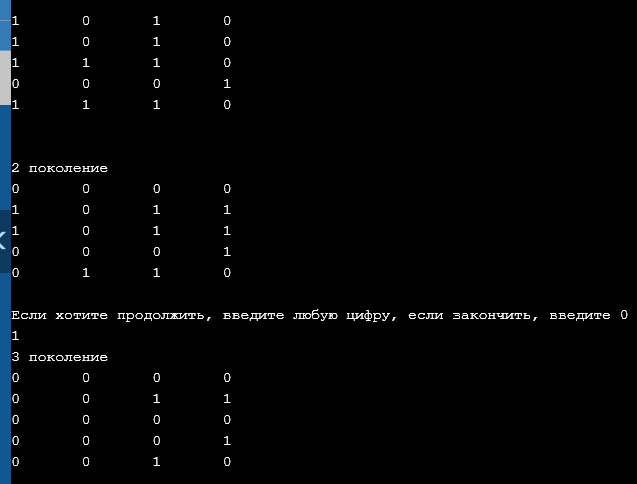 1 0 1 0
1 0 1 0
1 1 1 0
0 0 0 1
1 1 1 0
2 поколение
0 0 0 0
1 0 1 1
1 0 1 1
0 0 0 1
0 1 1 0
Если хотите продолжить, введите любую цифру, если закончить, введите 0
1
3 поколение
0 0 0 0
0 0 1 1
0 0 0 0
0 0 0 1
0 0 1 0